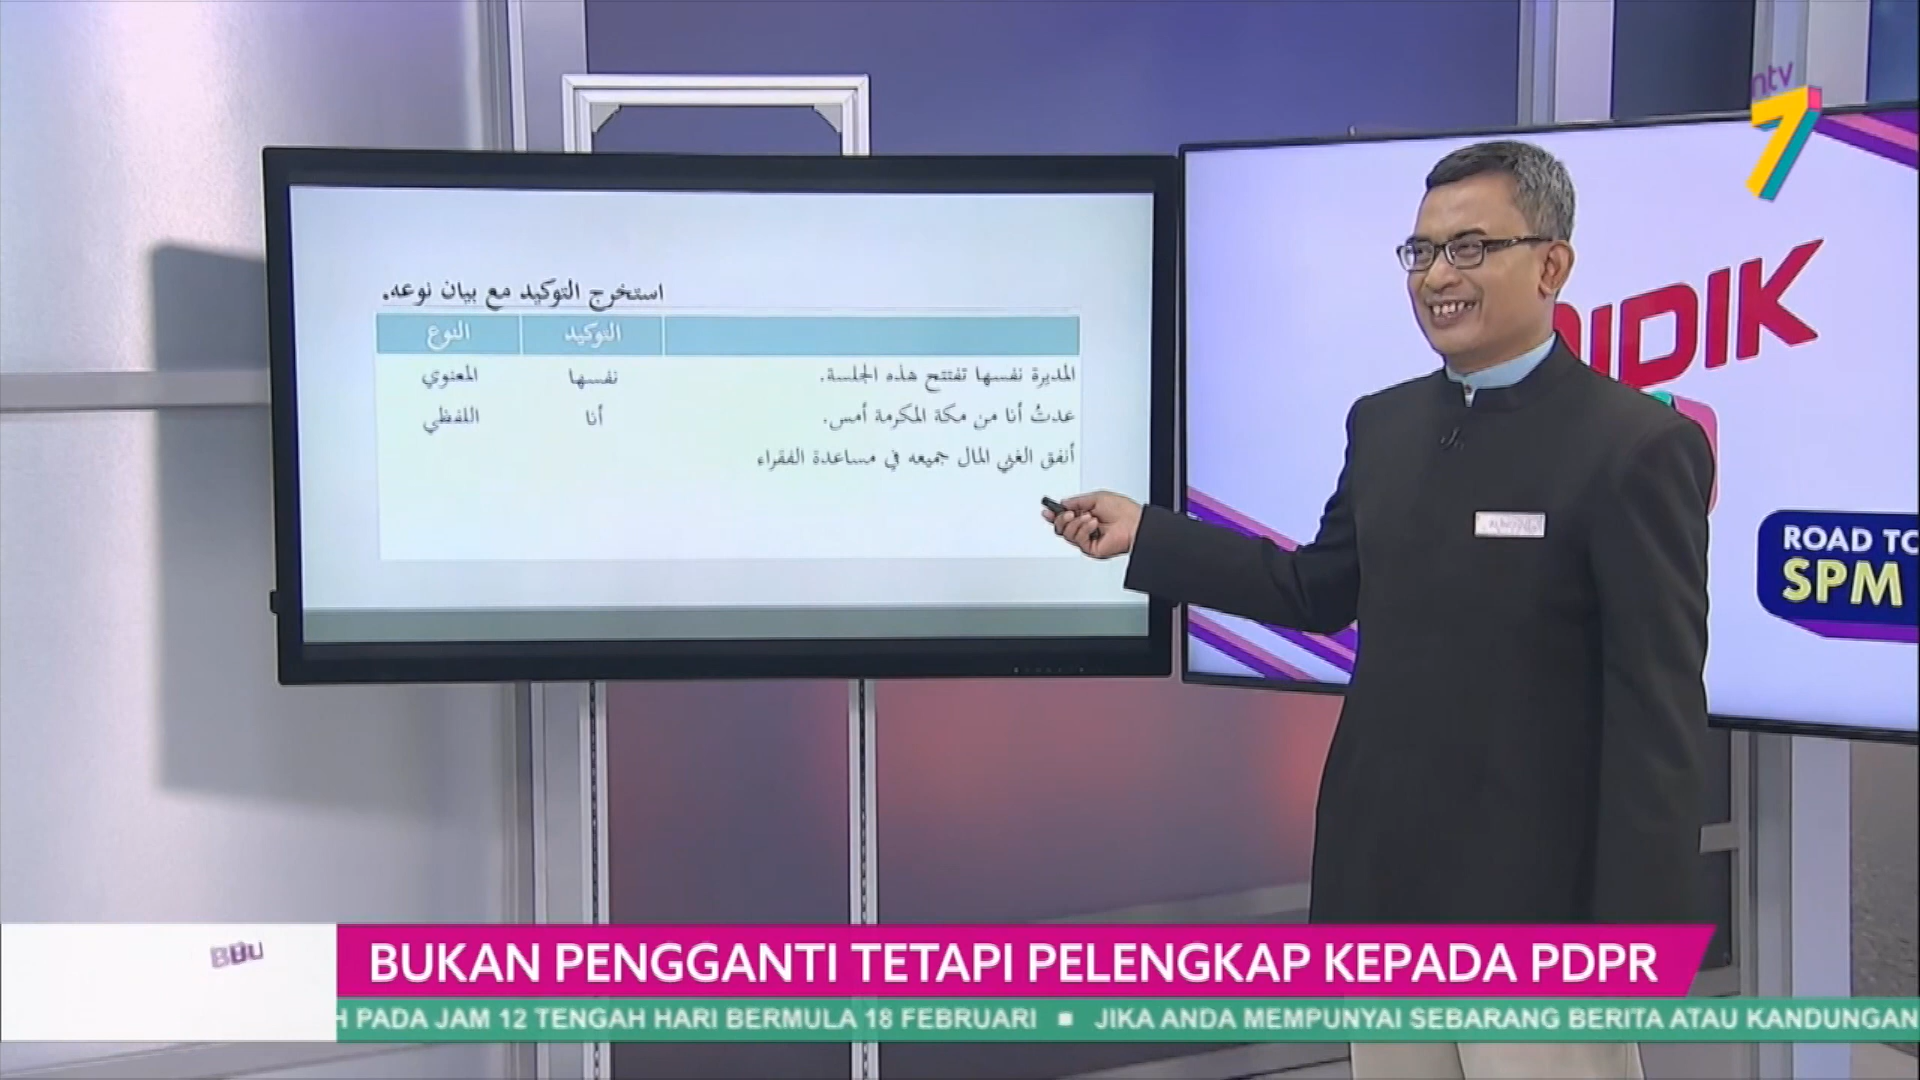 ntv
7
استخرج التوكيد مع بيان نوعه.
التوكيد النوع
المديرة نفسها تفتتح هذه الجلسة. نفسها المعنوي
عدتُ أنا من مكة المكرمة أمس. أنا اللفظي
أنفق الغني المال جميعه في مساعدة الفقراء
DIDIK
ROAD TO
SPM
BUKAN PENGGANTI TETAPI PELENGKAP KEPADA PDPR
H PADA JAM 12 TENGAH HARI BERMULA 18 FEBRUARI ■ JIKA ANDA MEMPUNYAI SEBARANG BERITA ATAU KANDUNGAN